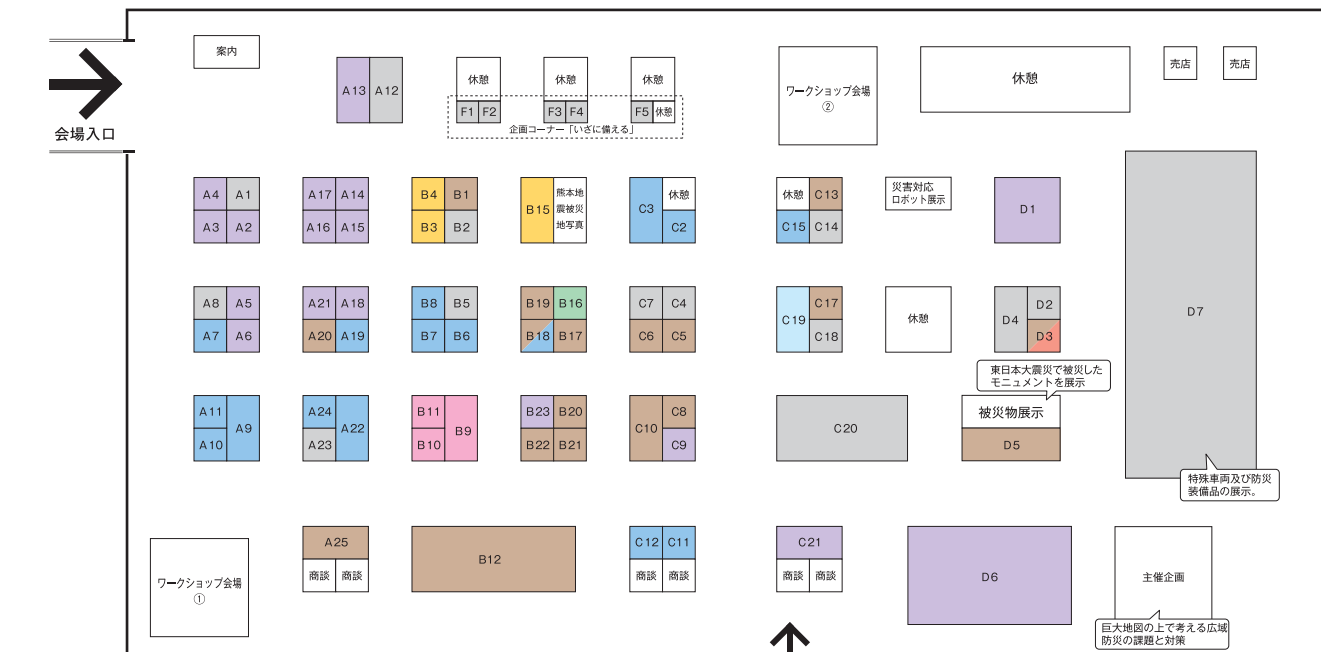 案内
会場入口
A13 A12
休憩
休憩
休憩
F1 F2
F3 F4
F5 休憩
企画コーナー「いざに備える」
ワークショップ会場
②
休憩
売店
売店
A4 A1
A3 A2
A17 A14
A16 A15
B4 B1
B3 B2
B15
熊本地
震被災
地写真
C3
休憩
C2
休憩 C13
C15 C14
災害対応
ロボット展示
D1
D7
A8 A5
A7 A6
A21 A18
A20 A19
B8 B5
B7 B6
B19 B16
B18 B17
C7 C4
C6 C5
C19
C17
C18
休憩
D4
D2
D3
東日本大震災で被災した
モニュメントを展示
A11
A10
A9
A24
A23
A22
B11
B10
B9
B23 B20
B22 B21
C10
C8
C9
C20
被災物展示
D5
特殊車両及び防災
装備品の展示。
ワークショップ会場
①
A25
商談 商談
B12
C12 C11
商談 商談
C21
商談 商談
D6
主催企画
巨大地図の上で考える広域
防災の課題と対策